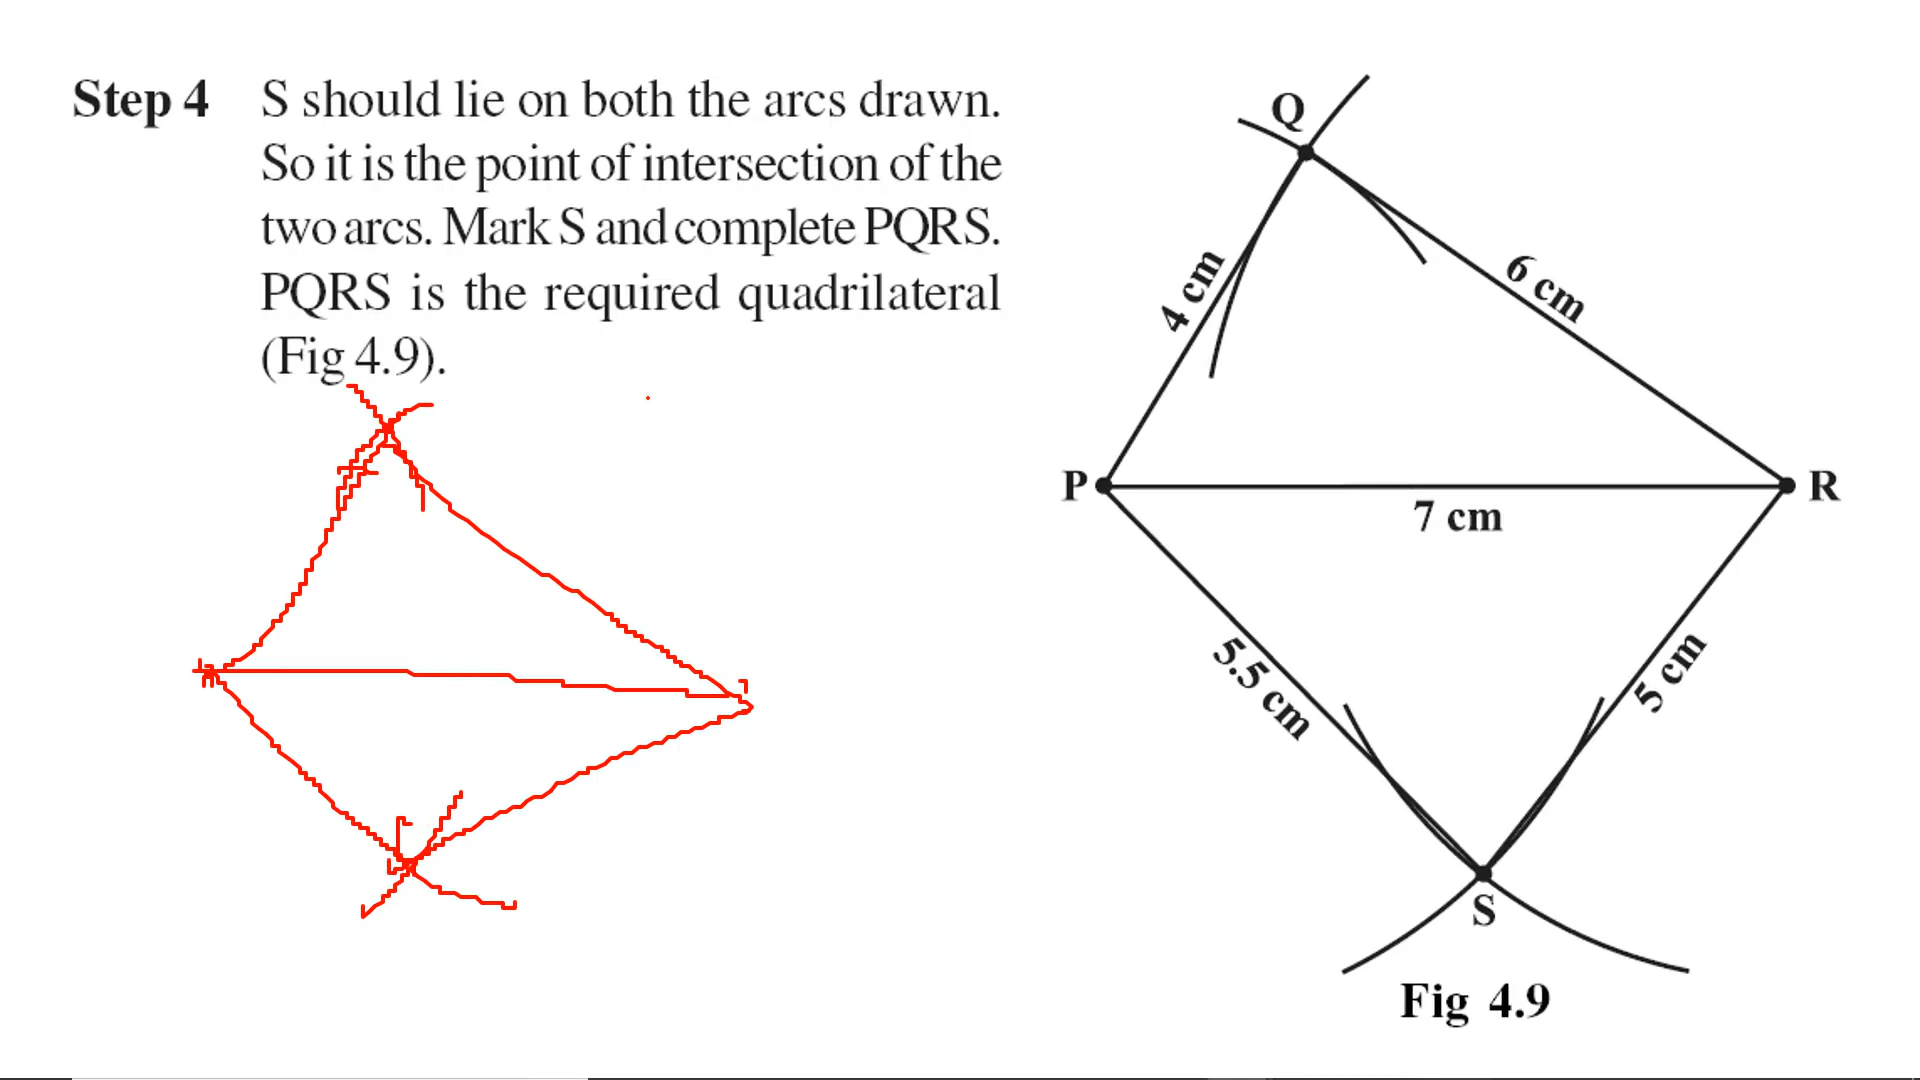 Step 4 S should lie on both the arcs drawn.
So it is the point of intersection of the
two arcs. Mark S and complete PQRS.
PQRS is the required quadrilateral
(Fig 4.9).
Q
4 cm
6 cm
P
R
7 cm
5.5 cm
5 cm
S
Fig 4.9